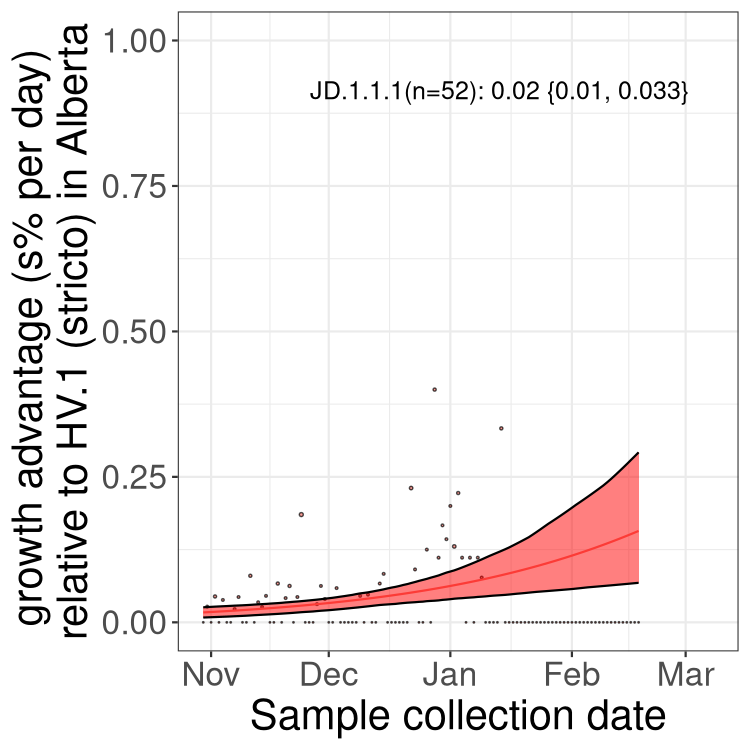 growth advantage (s% per day)
relative to HV.1 (stricto) in Alberta
1.00
0.75
0.50
0.25
0.00
JD.1.1.1(n=52): 0.02 {0.01, 0.033}
Nov Dec Jan Feb Mar
Sample collection date